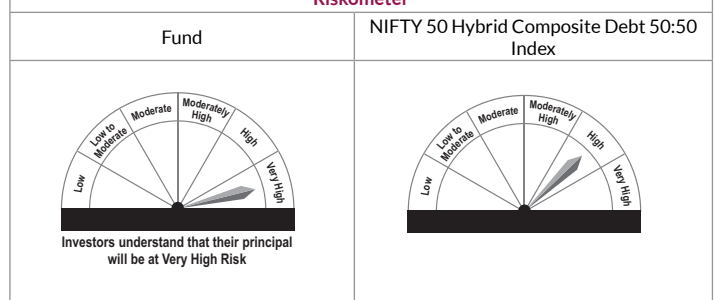 Riskometer
Fund
NIFTY 50 Hybrid Composite Debt 50:50
Index
Low
Low to
Moderate
Moderate
Moderately
High
High
Very High
Investors understand that their principal
will be at Very High Risk
Low
Low to
Moderate
Moderate
Moderately
High
High
Very High